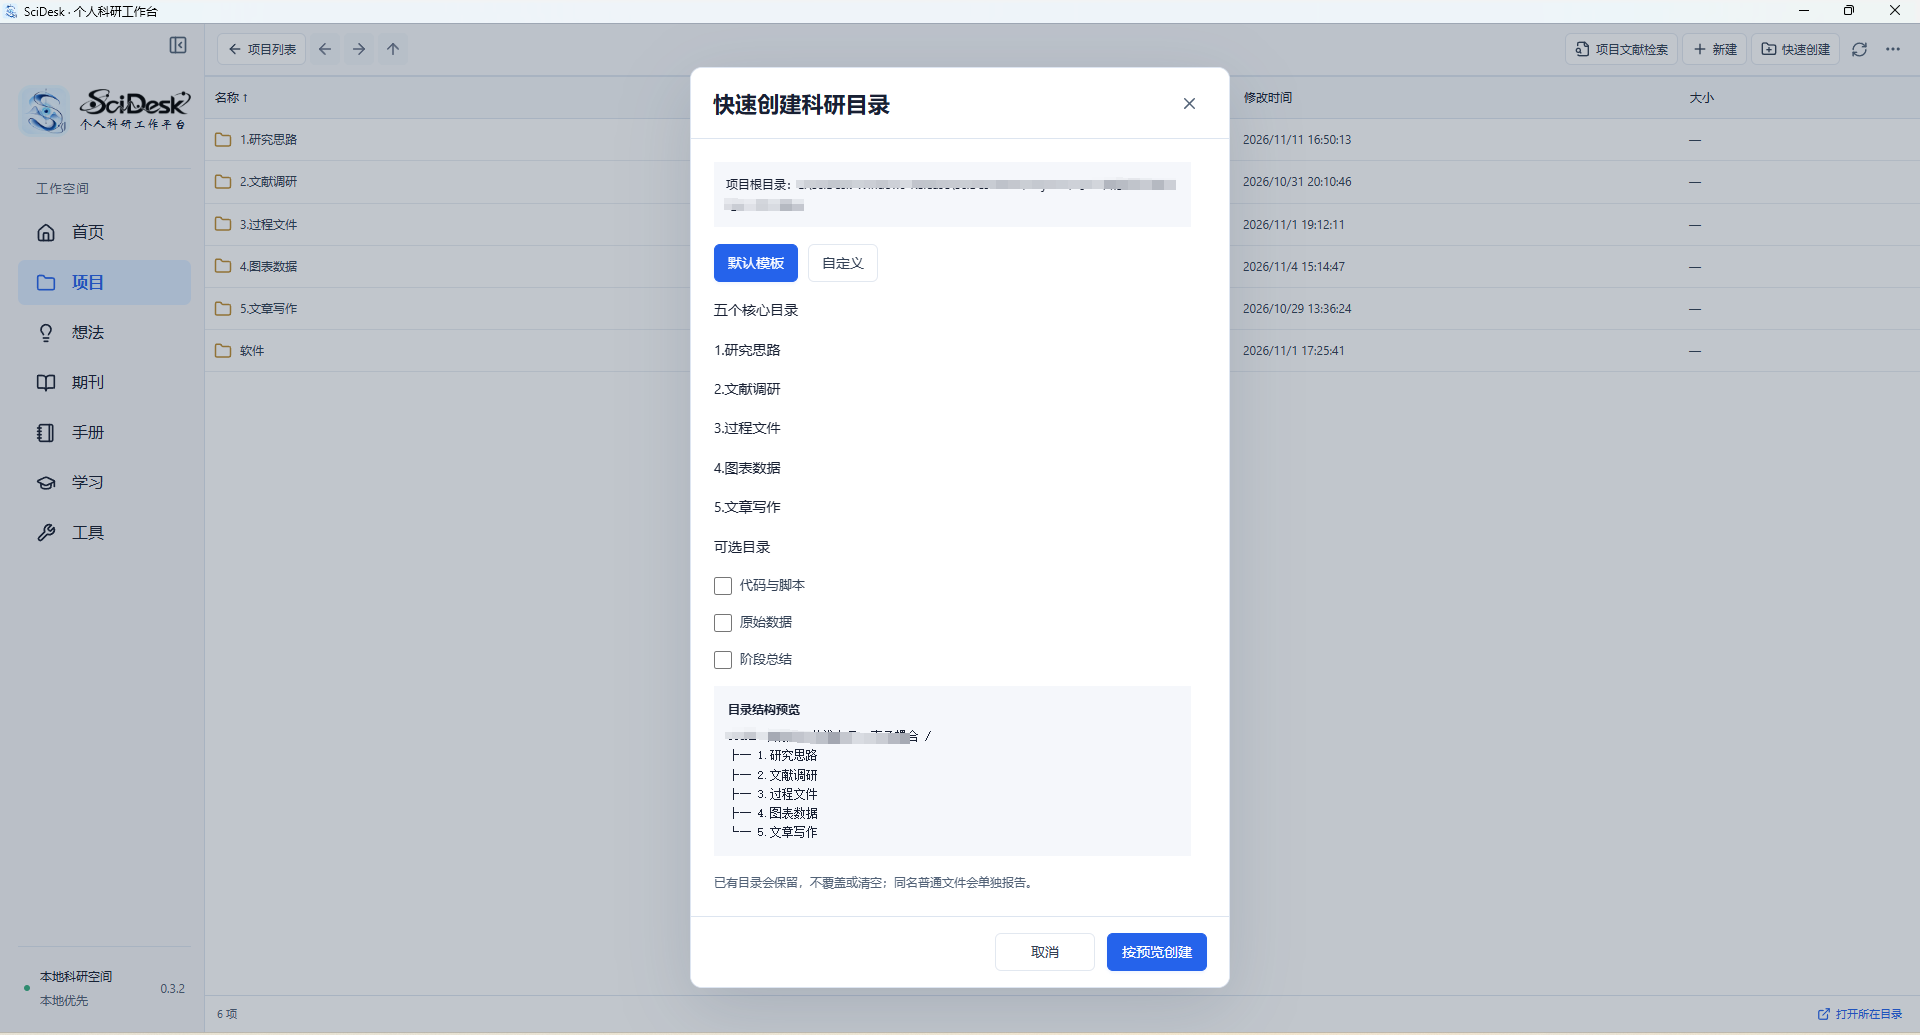 SciDesk · 个人科研工作台
项目列表
项目文献检索
新建
快速创建
SciDesk
个人科研工作平台
工作空间
首页
项目
想法
期刊
手册
学习
工具
本地科研空间
本地优先
0.3.2
名称 ↑
修改时间
大小
1.研究思路
2026/11/11 16:50:13
—
2.文献调研
2026/10/31 20:10:46
—
3.过程文件
2026/11/1 19:12:11
—
4.图表数据
2026/11/4 15:14:47
—
5.文章写作
2026/10/29 13:36:24
—
软件
2026/11/1 17:25:41
—
6 项
打开所在目录
快速创建科研目录
项目根目录：
默认模板
自定义
五个核心目录
1.研究思路
2.文献调研
3.过程文件
4.图表数据
5.文章写作
可选目录
代码与脚本
原始数据
阶段总结
目录结构预览
/
├─ 1.研究思路
├─ 2.文献调研
├─ 3.过程文件
├─ 4.图表数据
└─ 5.文章写作
已有目录会保留，不覆盖或清空；同名普通文件会单独报告。
取消
按预览创建